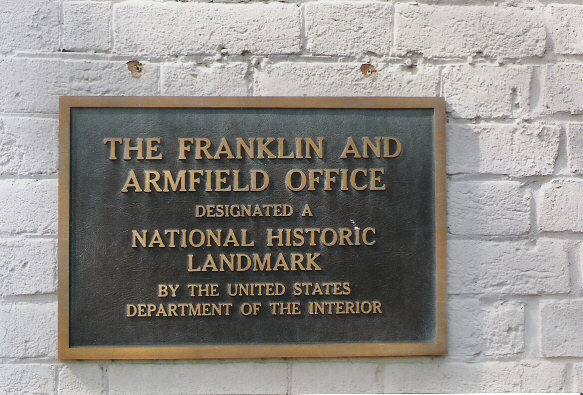 THE FRANKLIN AND
ARMFIELD OFFICE
DESIGNATED A
NATIONAL HISTORIC
LANDMARK
BY THE UNITED STATES
DEPARTMENT OF THE INTERIOR